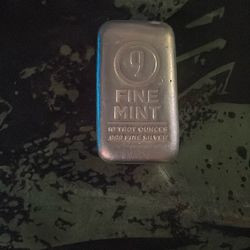 9
FINE
MINT
10 TROY OUNCES
.999 FINE SILVER